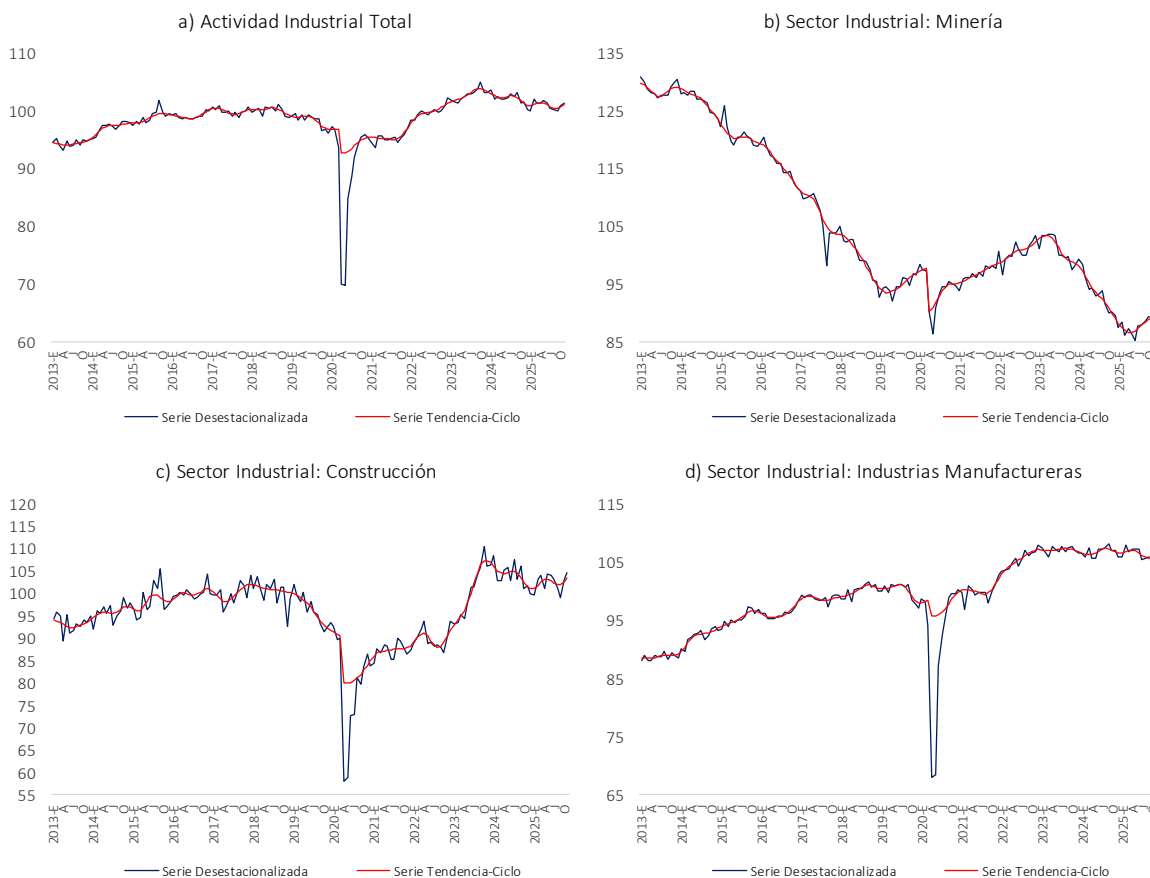 a) Actividad Industrial Total
110
100
90
80
70
60
2013-E A J O 2014-E A J O 2015-E A J O 2016-E A J O 2017-E A J O 2018-E A J O 2019-E A J O 2020-E A J O 2021-E A J O 2022-E A J O 2023-E A J O 2024-E A J O 2025-E A J O
Serie Desestacionalizada Serie Tendencia-Ciclo
b) Sector Industrial: Minería
135
125
115
105
95
85
2013-E A J O 2014-E A J O 2015-E A J O 2016-E A J O 2017-E A J O 2018-E A J O 2019-E A J O 2020-E A J O 2021-E A J O 2022-E A J O 2023-E A J O 2024-E A J O 2025-E A J O
Serie Desestacionalizada Serie Tendencia-Ciclo
c) Sector Industrial: Construcción
120
115
110
105
100
95
90
85
80
75
70
65
60
55
2013-E A J O 2014-E A J O 2015-E A J O 2016-E A J O 2017-E A J O 2018-E A J O 2019-E A J O 2020-E A J O 2021-E A J O 2022-E A J O 2023-E A J O 2024-E A J O 2025-E A J O
Serie Desestacionalizada Serie Tendencia-Ciclo
d) Sector Industrial: Industrias Manufactureras
115
105
95
85
75
65
2013-E A J O 2014-E A J O 2015-E A J O 2016-E A J O 2017-E A J O 2018-E A J O 2019-E A J O 2020-E A J O 2021-E A J O 2022-E A J O 2023-E A J O 2024-E A J O 2025-E A J
Serie Desestacionalizada Serie Tendencia-Ciclo